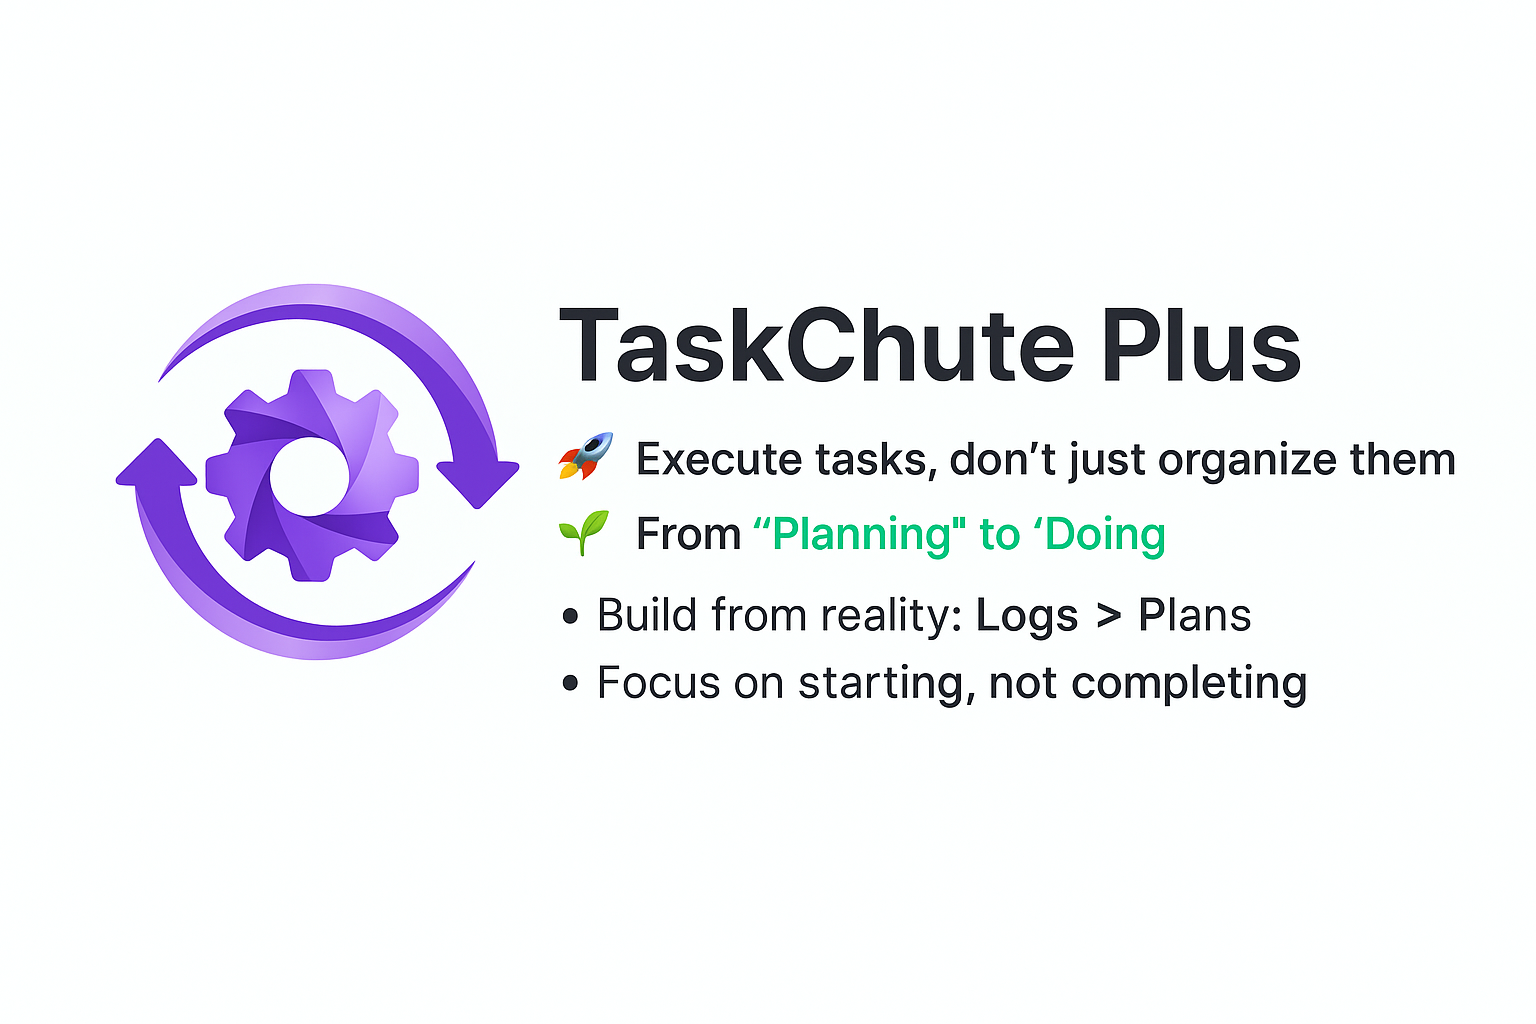 TaskChute Plus
🚀 Execute tasks, don’t just organize them
🌱 From “Planning" to ‘Doing
• Build from reality: Logs > Plans
• Focus on starting, not completing